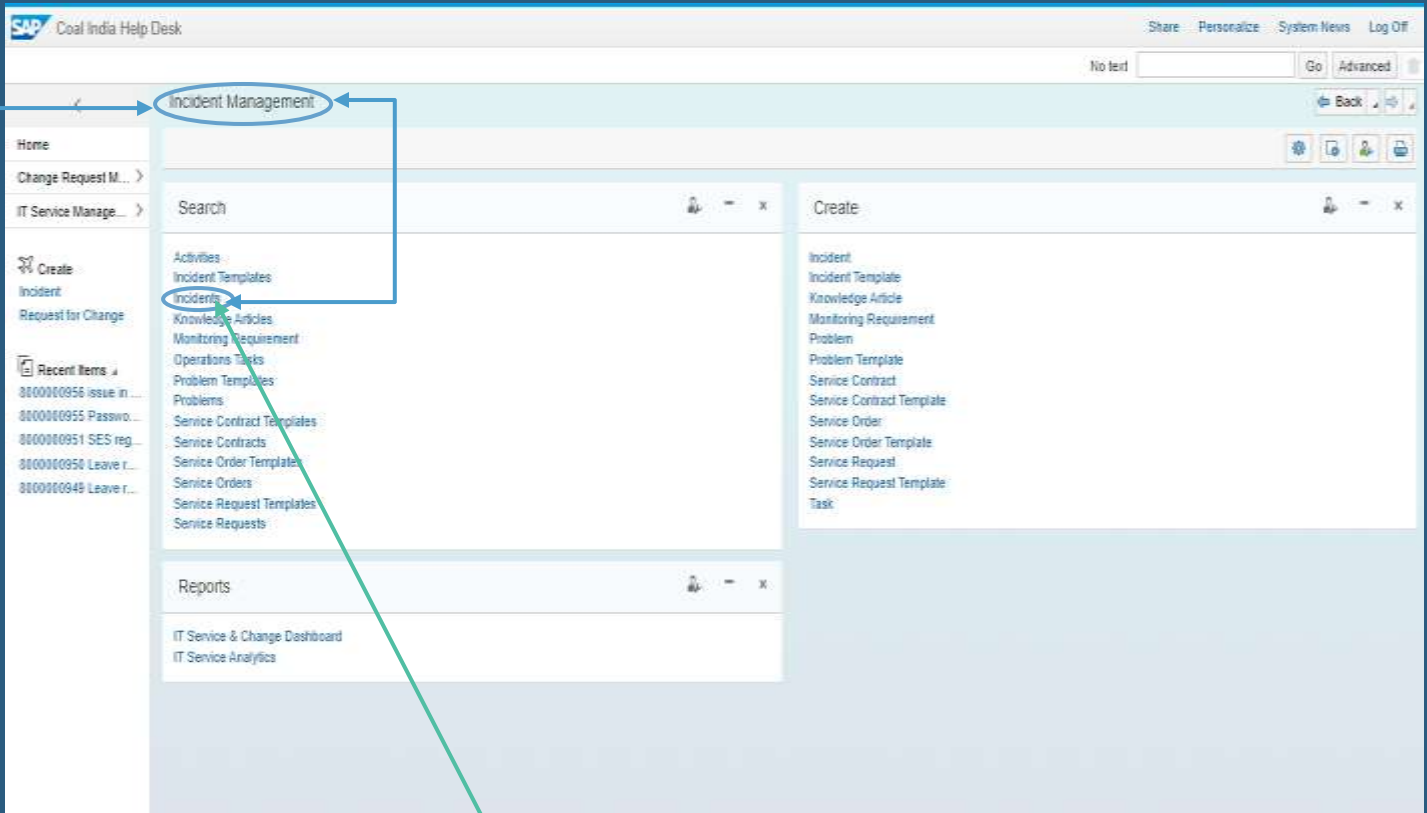 SAP Coal India Help Desk
Share Personalize System News Log Off
No text Go Advanced
Incident Management
Back
Home
Change Request M...
IT Service Manage...
Create
Incident
Request for Change
Recent Items
8000000956 issue in ...
8000000955 Passwo...
8000000951 SES reg...
8000000950 Leave r...
8000000949 Leave r...
Search
Activities
Incident Templates
Incidents
Knowledge Articles
Monitoring Requirement
Operations Tasks
Problem Templates
Problems
Service Contract Templates
Service Contracts
Service Order Templates
Service Orders
Service Request Templates
Service Requests
Create
Incident
Incident Template
Knowledge Article
Monitoring Requirement
Problem
Problem Template
Service Contract
Service Contract Template
Service Order
Service Order Template
Service Request
Service Request Template
Task
Reports
IT Service & Change Dashboard
IT Service Analytics